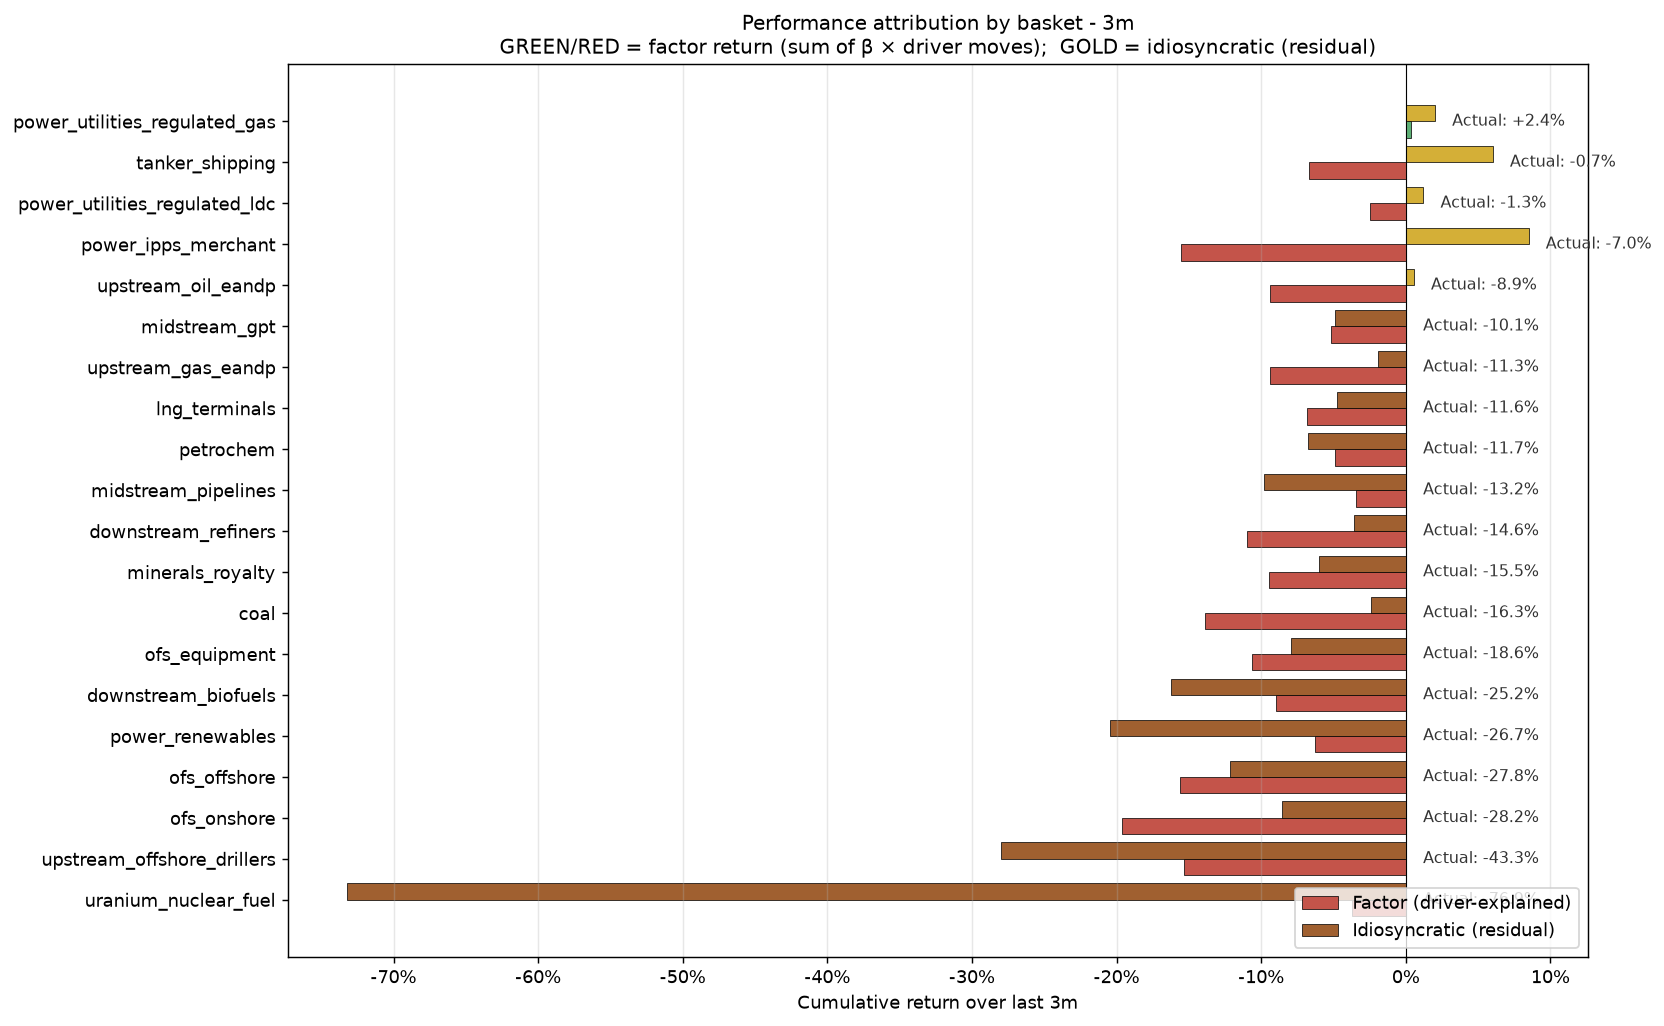 Performance attribution by basket - 3m
GREEN/RED = factor return (sum of β × driver moves);  GOLD = idiosyncratic (residual)
power_utilities_regulated_gas
Actual: +2.4%
tanker_shipping
Actual: -0.7%
power_utilities_regulated_ldc
Actual: -1.3%
power_ipps_merchant
Actual: -7.0%
upstream_oil_eandp
Actual: -8.9%
midstream_gpt
Actual: -10.1%
upstream_gas_eandp
Actual: -11.3%
lng_terminals
Actual: -11.6%
petrochem
Actual: -11.7%
midstream_pipelines
Actual: -13.2%
downstream_refiners
Actual: -14.6%
minerals_royalty
Actual: -15.5%
coal
Actual: -16.3%
ofs_equipment
Actual: -18.6%
downstream_biofuels
Actual: -25.2%
power_renewables
Actual: -26.7%
ofs_offshore
Actual: -27.8%
ofs_onshore
Actual: -28.2%
upstream_offshore_drillers
Actual: -43.3%
uranium_nuclear_fuel
Factor (driver-explained)
Idiosyncratic (residual)
-70% -60% -50% -40% -30% -20% -10% 0% 10%
Cumulative return over last 3m